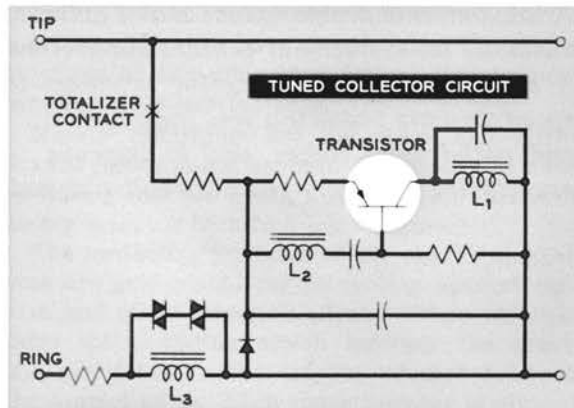 TIP
TUNED COLLECTOR CIRCUIT
TOTALIZER
CONTACT
TRANSISTOR
L1
L2
RING
L3